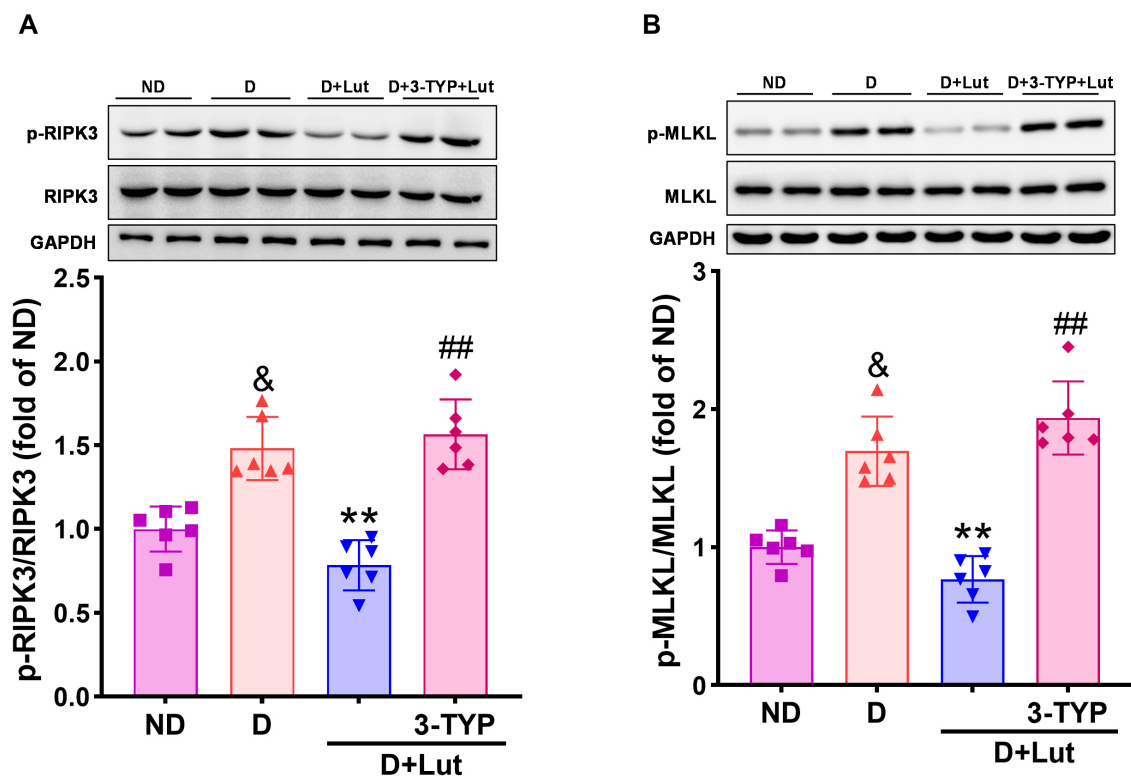 A
ND D D+Lut D+3-TYP+Lut
p-RIPK3
RIPK3
GAPDH
p-RIPK3/RIPK3 (fold of ND)
2.5
2.0
1.5
1.0
0.5
0.0
&
**
##
ND D 3-TYP
D+Lut
B
ND D D+Lut D+3-TYP+Lut
p-MLKL
MLKL
GAPDH
p-MLKL/MLKL (fold of ND)
3
2
1
0
&
**
##
ND D 3-TYP
D+Lut